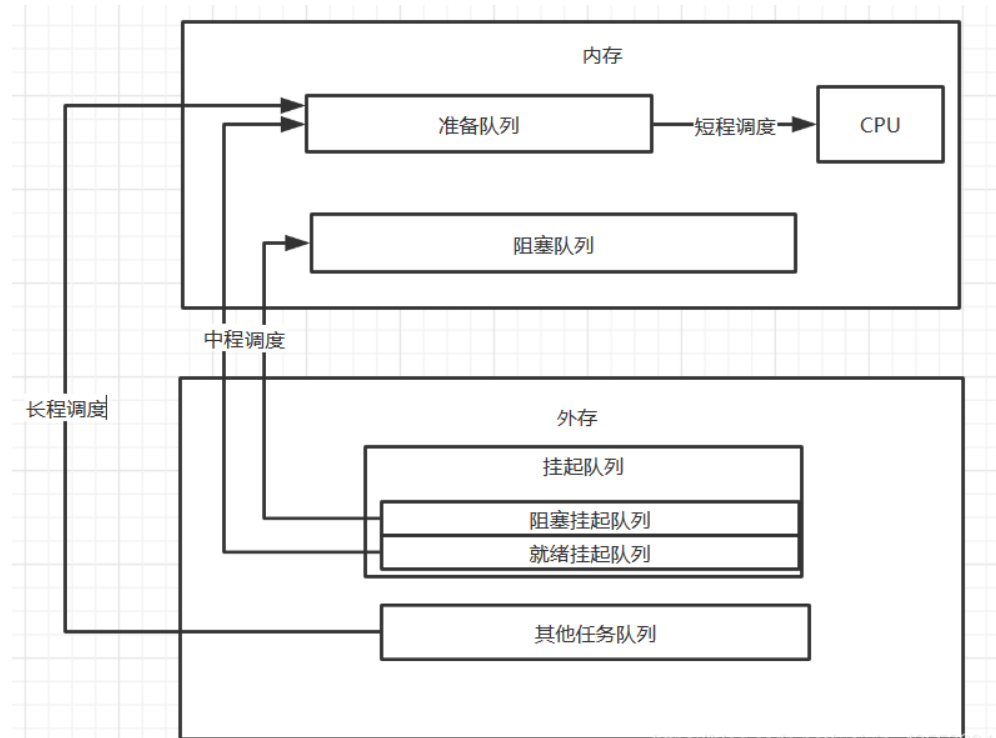 内存
准备队列
短程调度
CPU
阻塞队列
中程调度
长程调度
外存
挂起队列
阻塞挂起队列
就绪挂起队列
其他任务队列